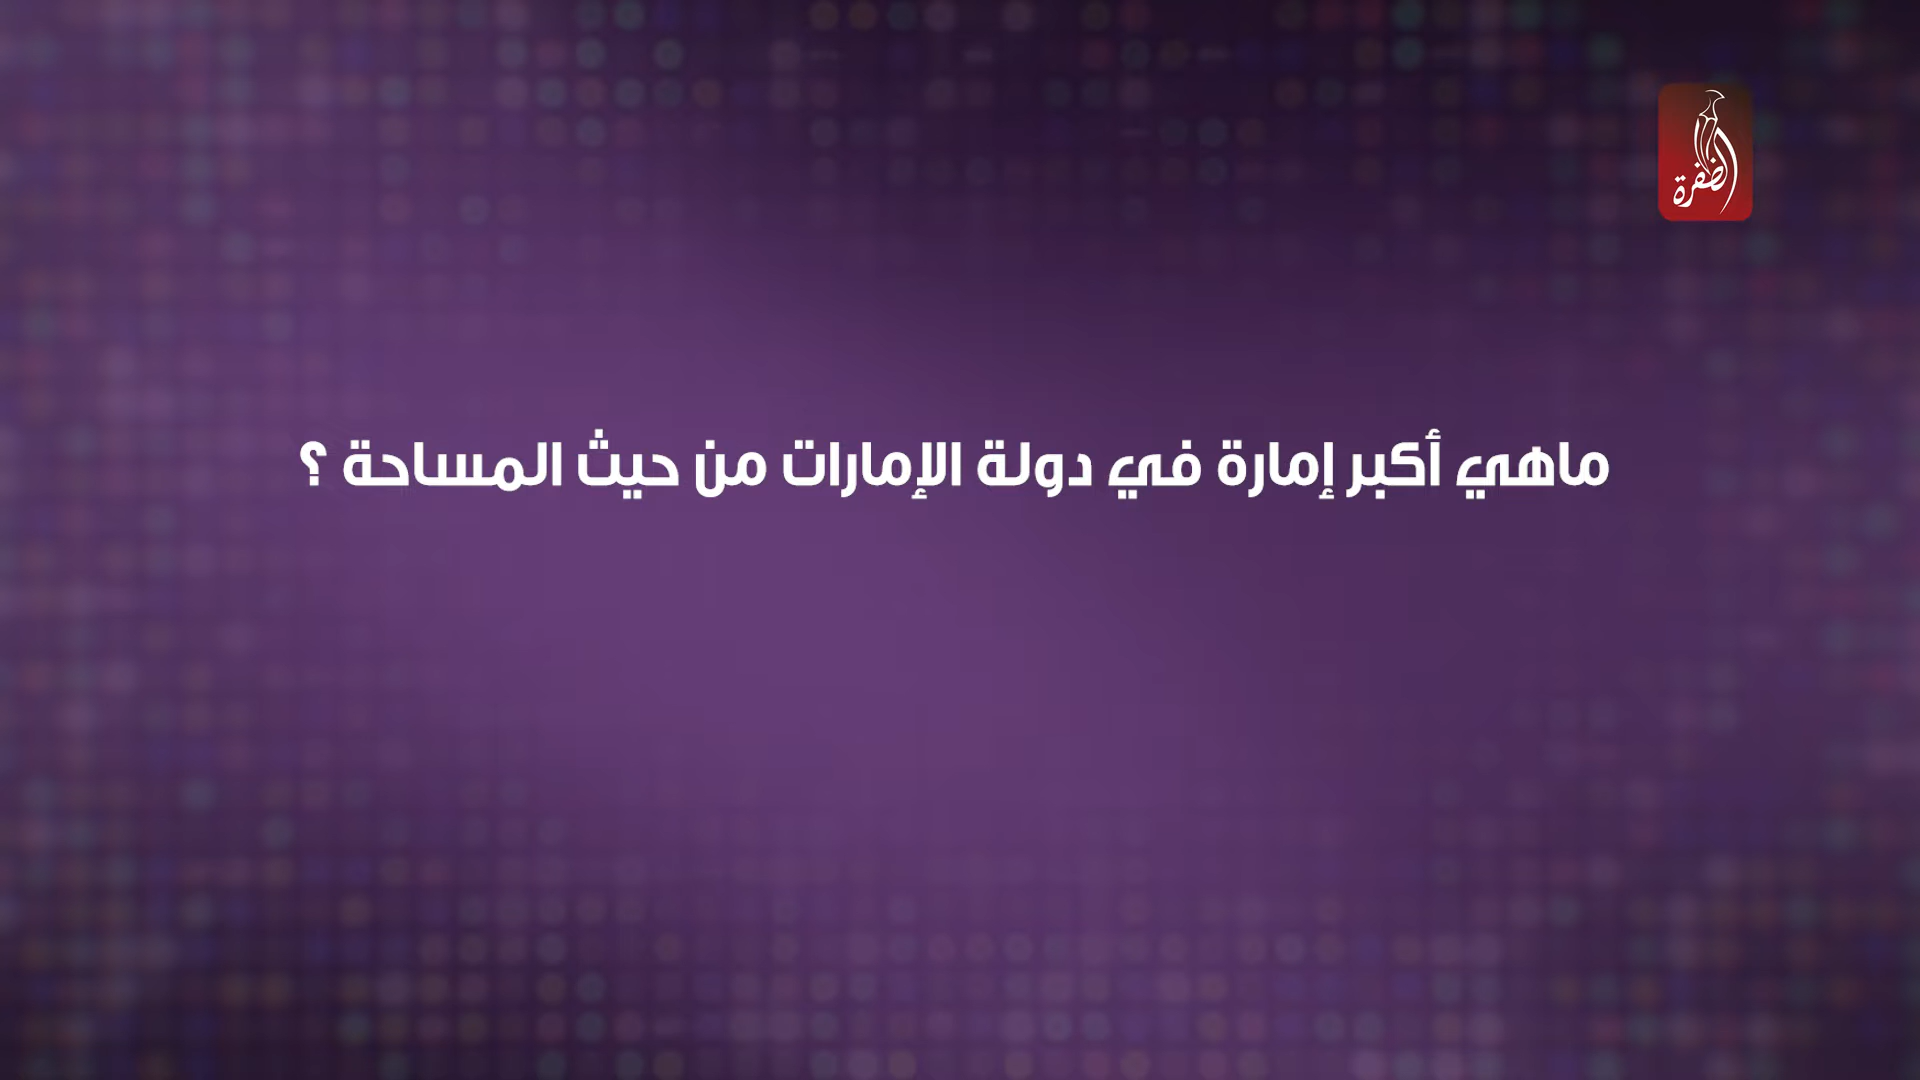 الظفرة
ماهي أكبر إمارة في دولة الإمارات من حيث المساحة ؟